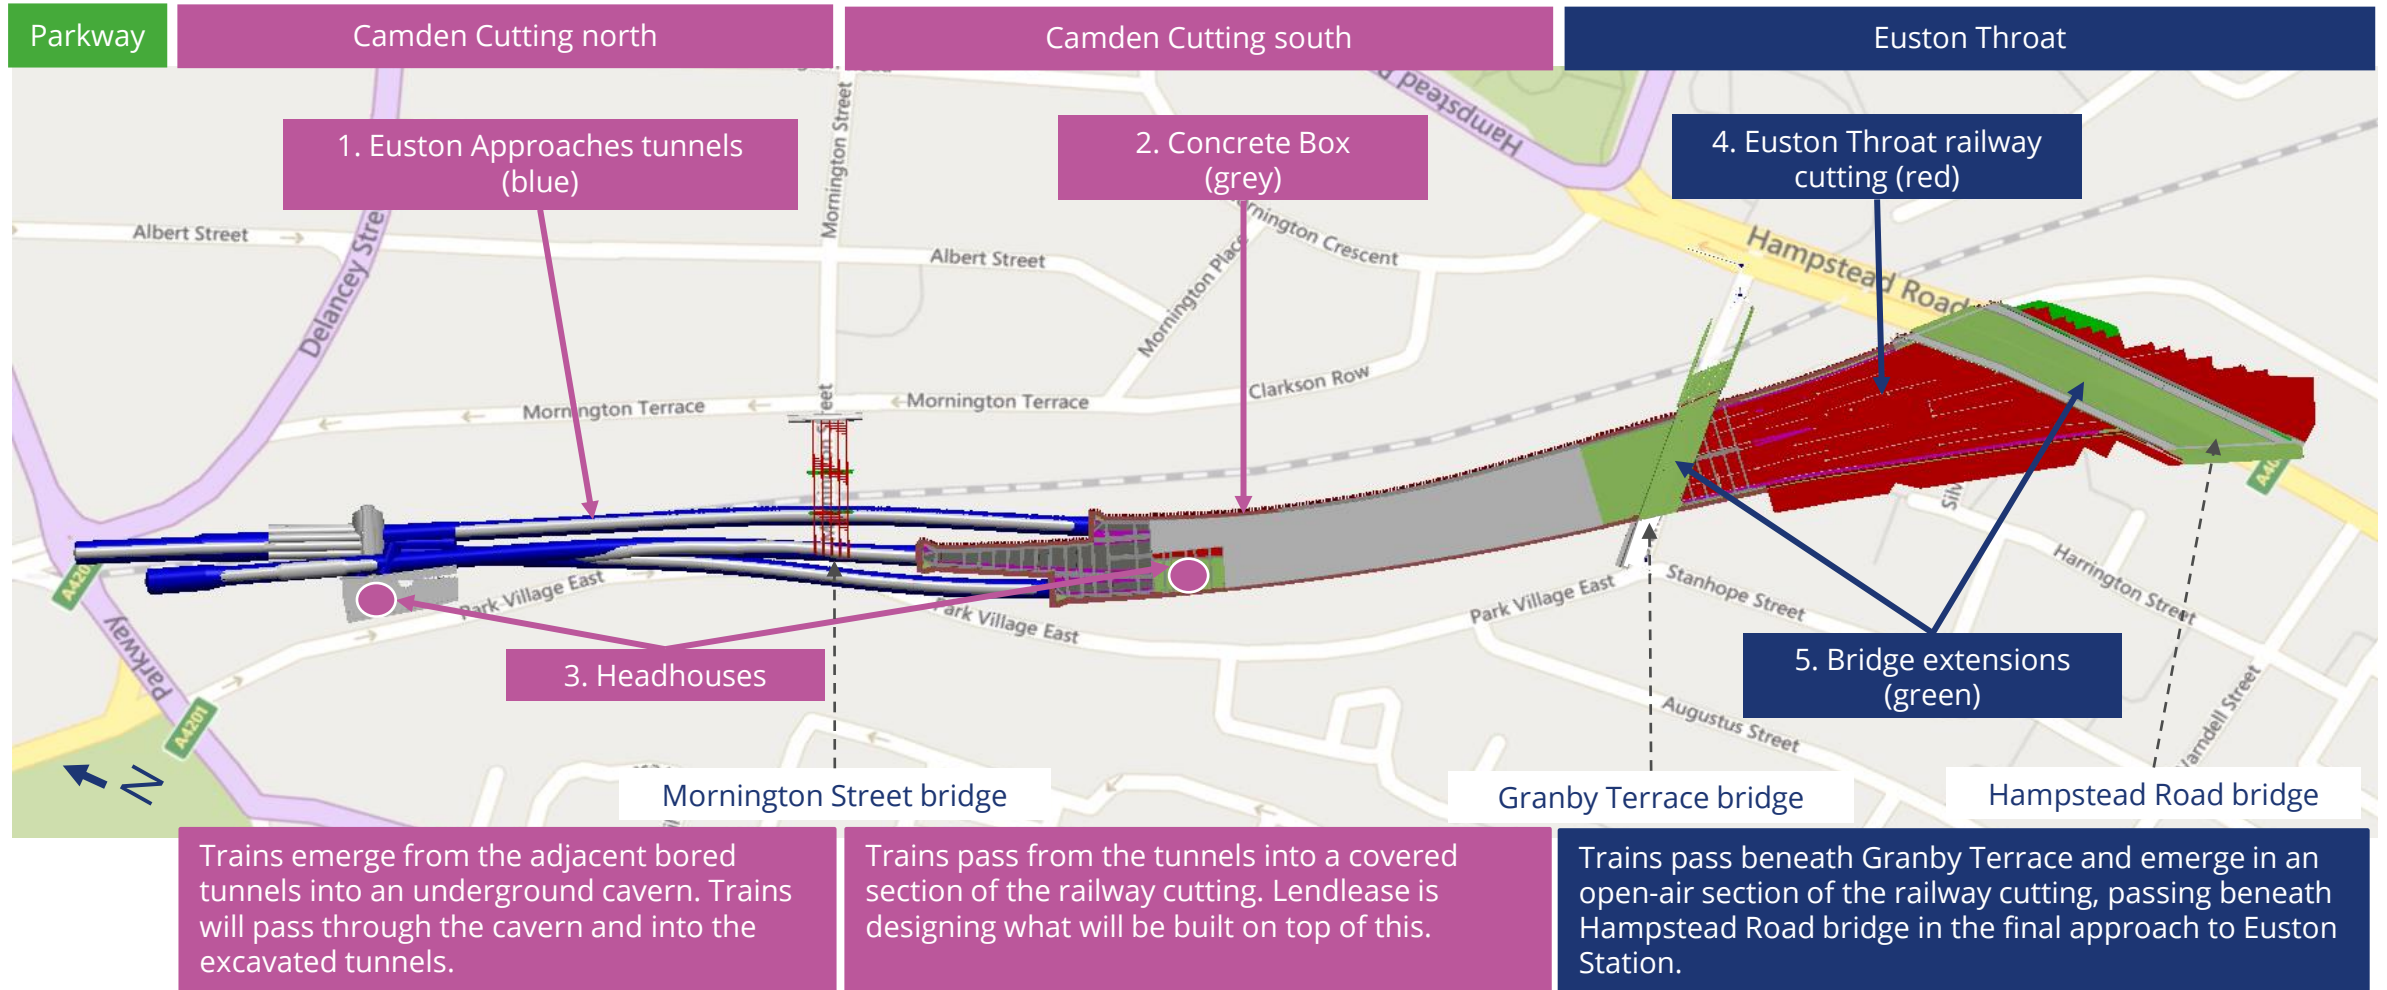 Parkway
Camden Cutting north
Camden Cutting south
Euston Throat
1. Euston Approaches tunnels
(blue)
2. Concrete Box
(grey)
4. Euston Throat railway
cutting (red)
Mornington Street
Hampstead
Albert Street
Delancey
Albert Street
Mornington Place
Crescent
Hampstead Road
Mornington Terrace
Mornington Terrace
Clarkson Row
Park Village East
Park Village East
Park Village East
Stanhope Street
Harrington Street
Augustus Street
Parkway
A4201
3. Headhouses
5. Bridge extensions
(green)
N
Mornington Street bridge
Granby Terrace bridge
Hampstead Road bridge
Trains emerge from the adjacent bored
tunnels into an underground cavern. Trains
will pass through the cavern and into the
excavated tunnels.
Trains pass from the tunnels into a covered
section of the railway cutting. Lendlease is
designing what will be built on top of this.
Trains pass beneath Granby Terrace and emerge in an
open-air section of the railway cutting, passing beneath
Hampstead Road bridge in the final approach to Euston
Station.